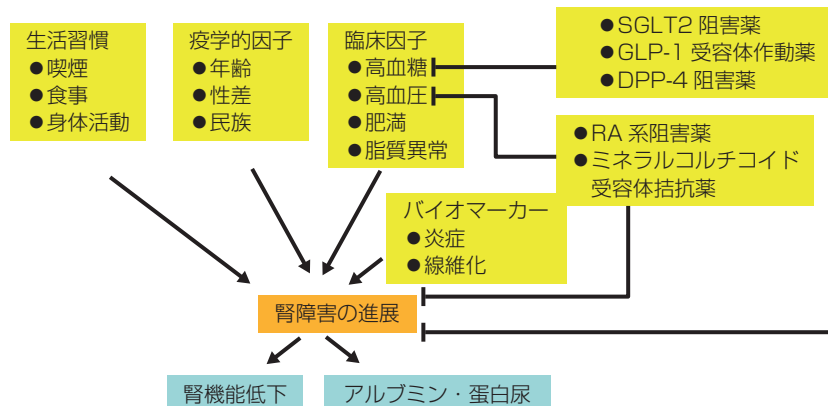 生活習慣
●喫煙
●食事
●身体活動
疫学的因子
●年齢
●性差
●民族
臨床因子
●高血糖
●高血圧
●肥満
●脂質異常
●SGLT2 阻害薬
●GLP-1 受容体作動薬
●DPP-4 阻害薬
●RA 系阻害薬
●ミネラルコルチコイド
受容体拮抗薬
バイオマーカー
●炎症
●線維化
腎障害の進展
腎機能低下
アルブミン・蛋白尿